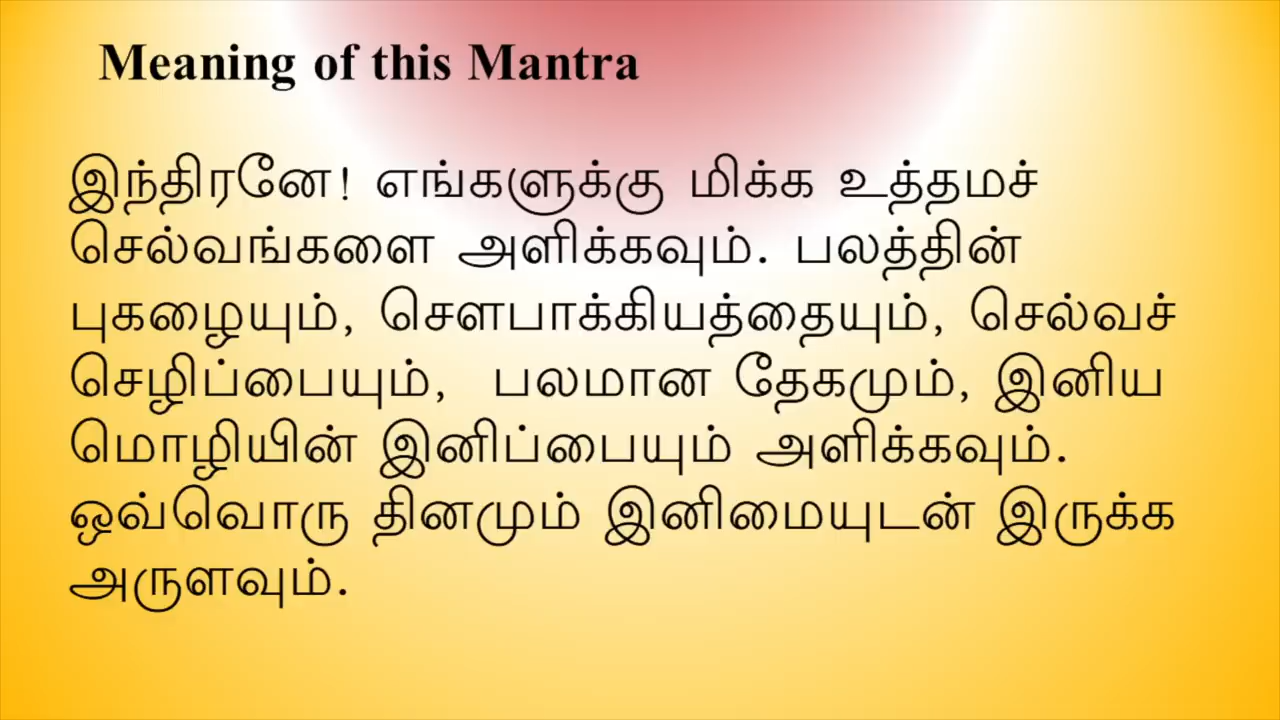 Meaning of this Mantra
இந்திரனே! எங்களுக்கு மிக்க உத்தமச்
செல்வங்களை அளிக்கவும். பலத்தின்
புகழையும், சௌபாக்கியத்தையும், செல்வச்
செழிப்பையும், பலமான தேகமும், இனிய
மொழியின் இனிப்பையும் அளிக்கவும்.
ஒவ்வொரு தினமும் இனிமையுடன் இருக்க
அருளவும்.